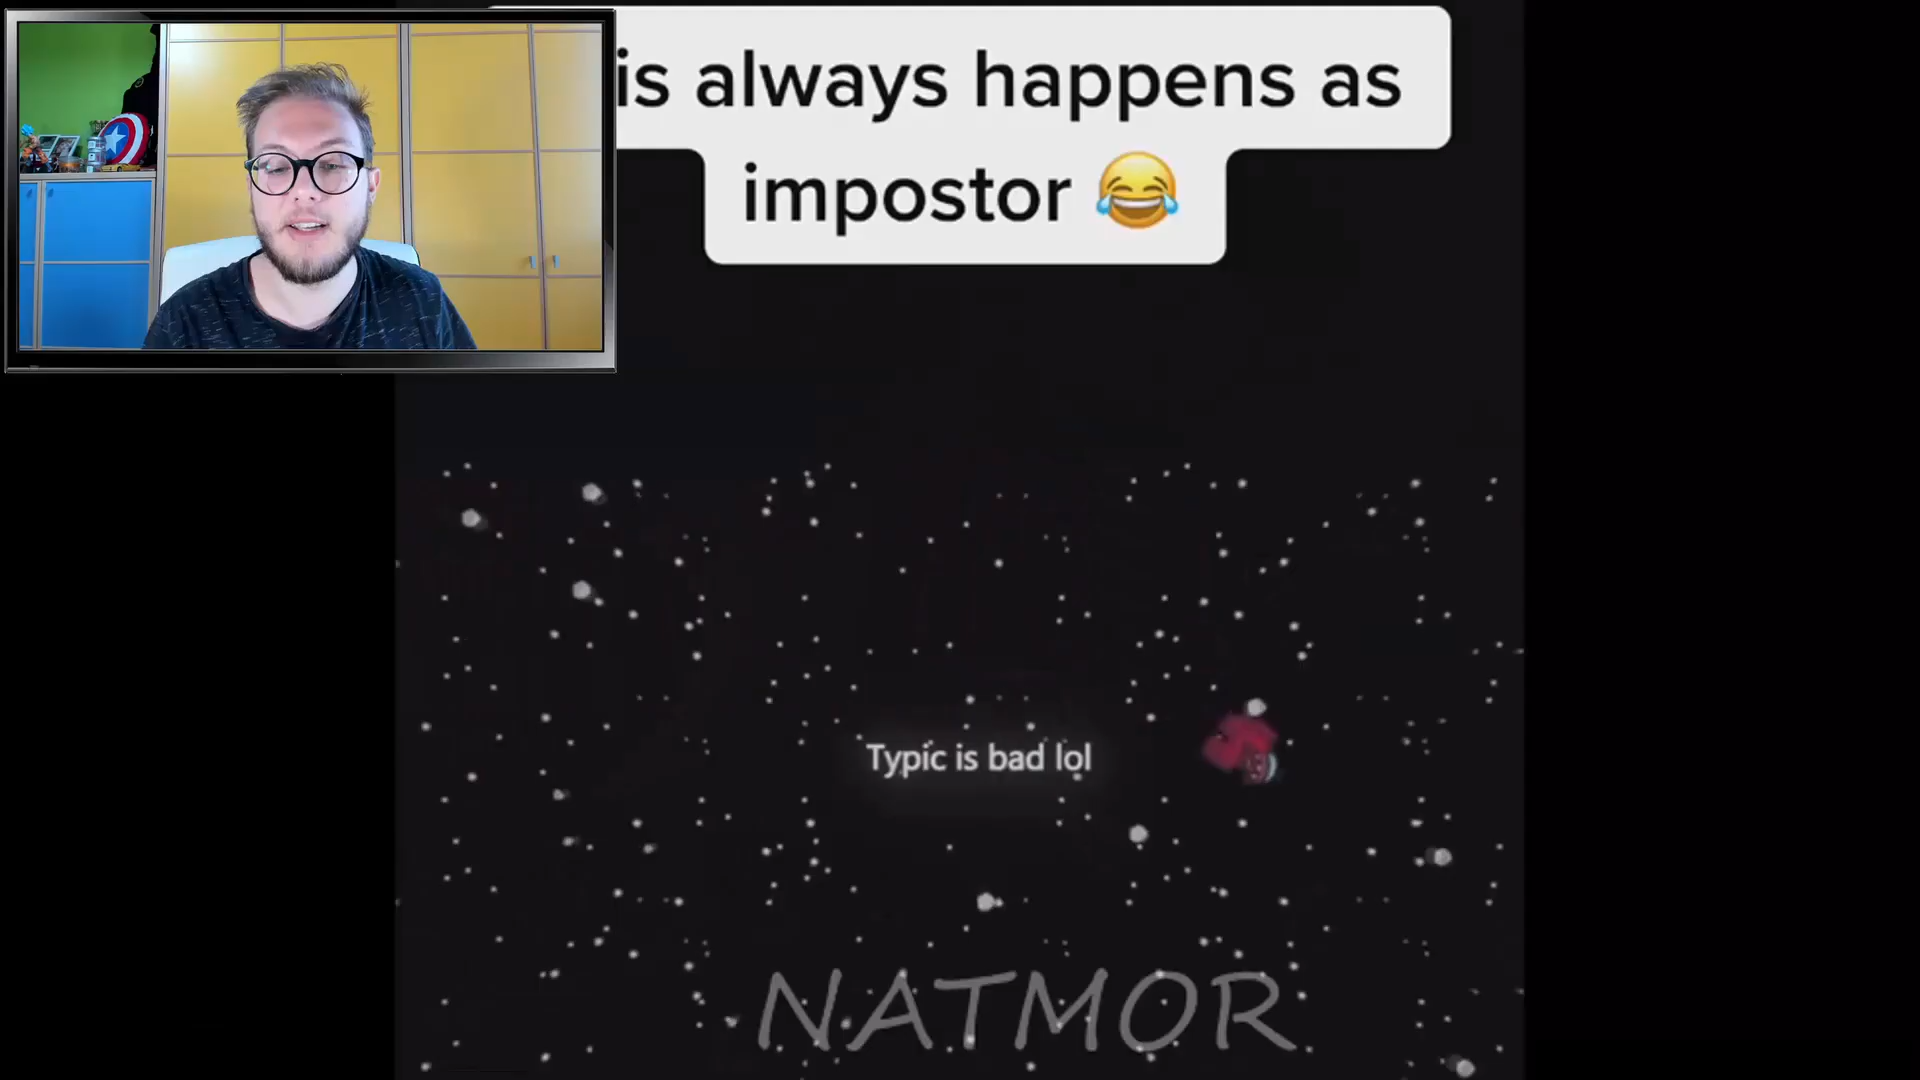 is always happens as
impostor 😂
Typic is bad lol
NATMOR